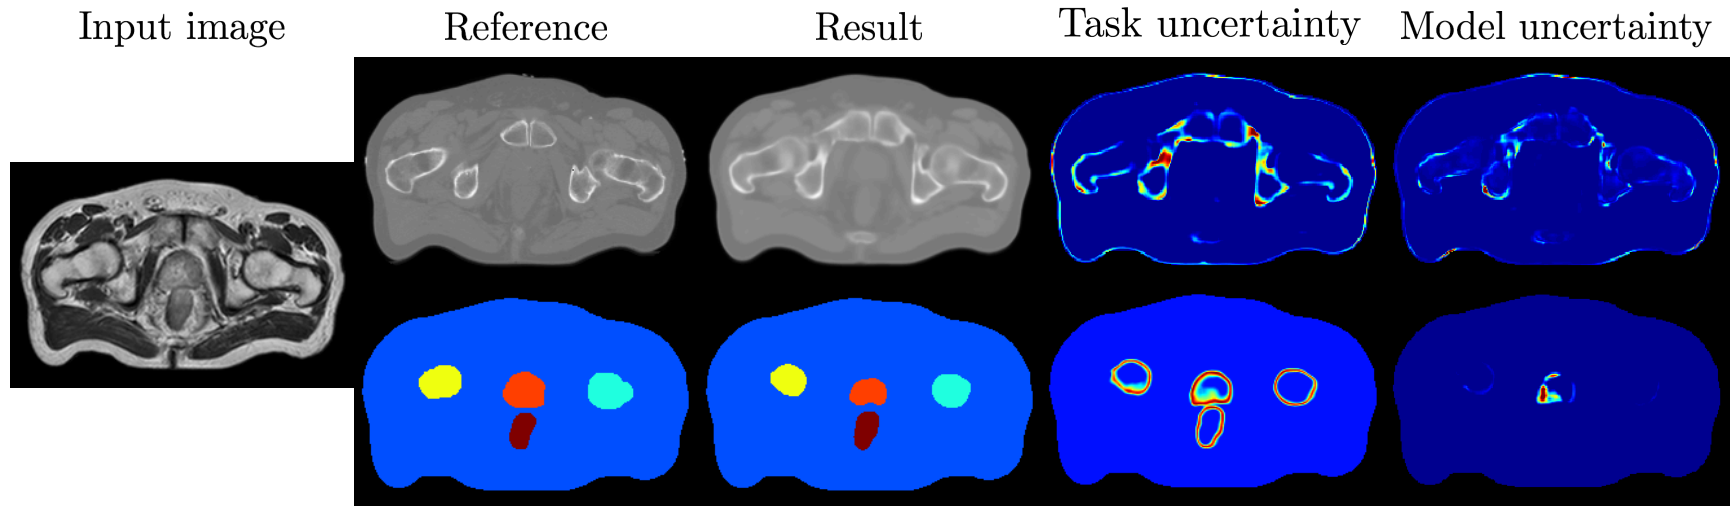 Input image
Reference
Result
Task uncertainty
Model uncertainty